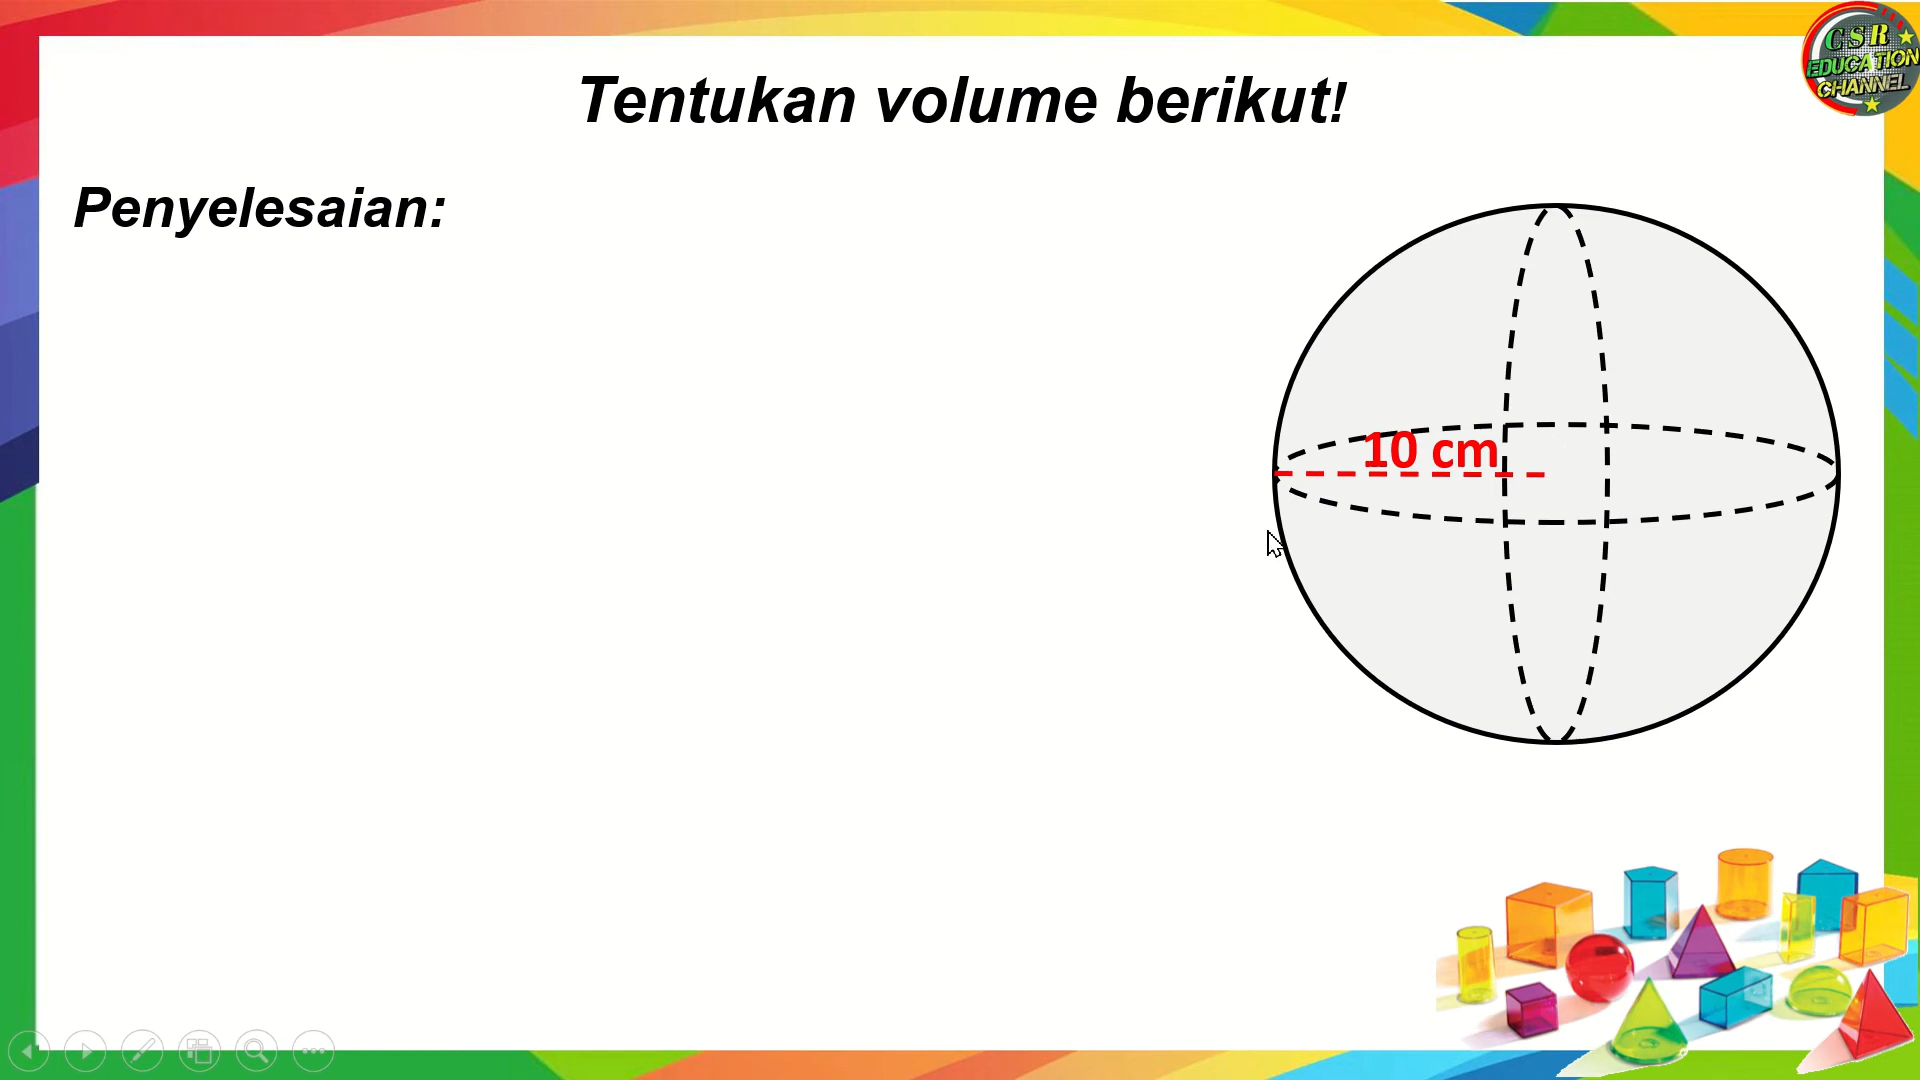 CSR
EDUCATION
CHANNEL
Tentukan volume berikut!
Penyelesaian:
10 cm